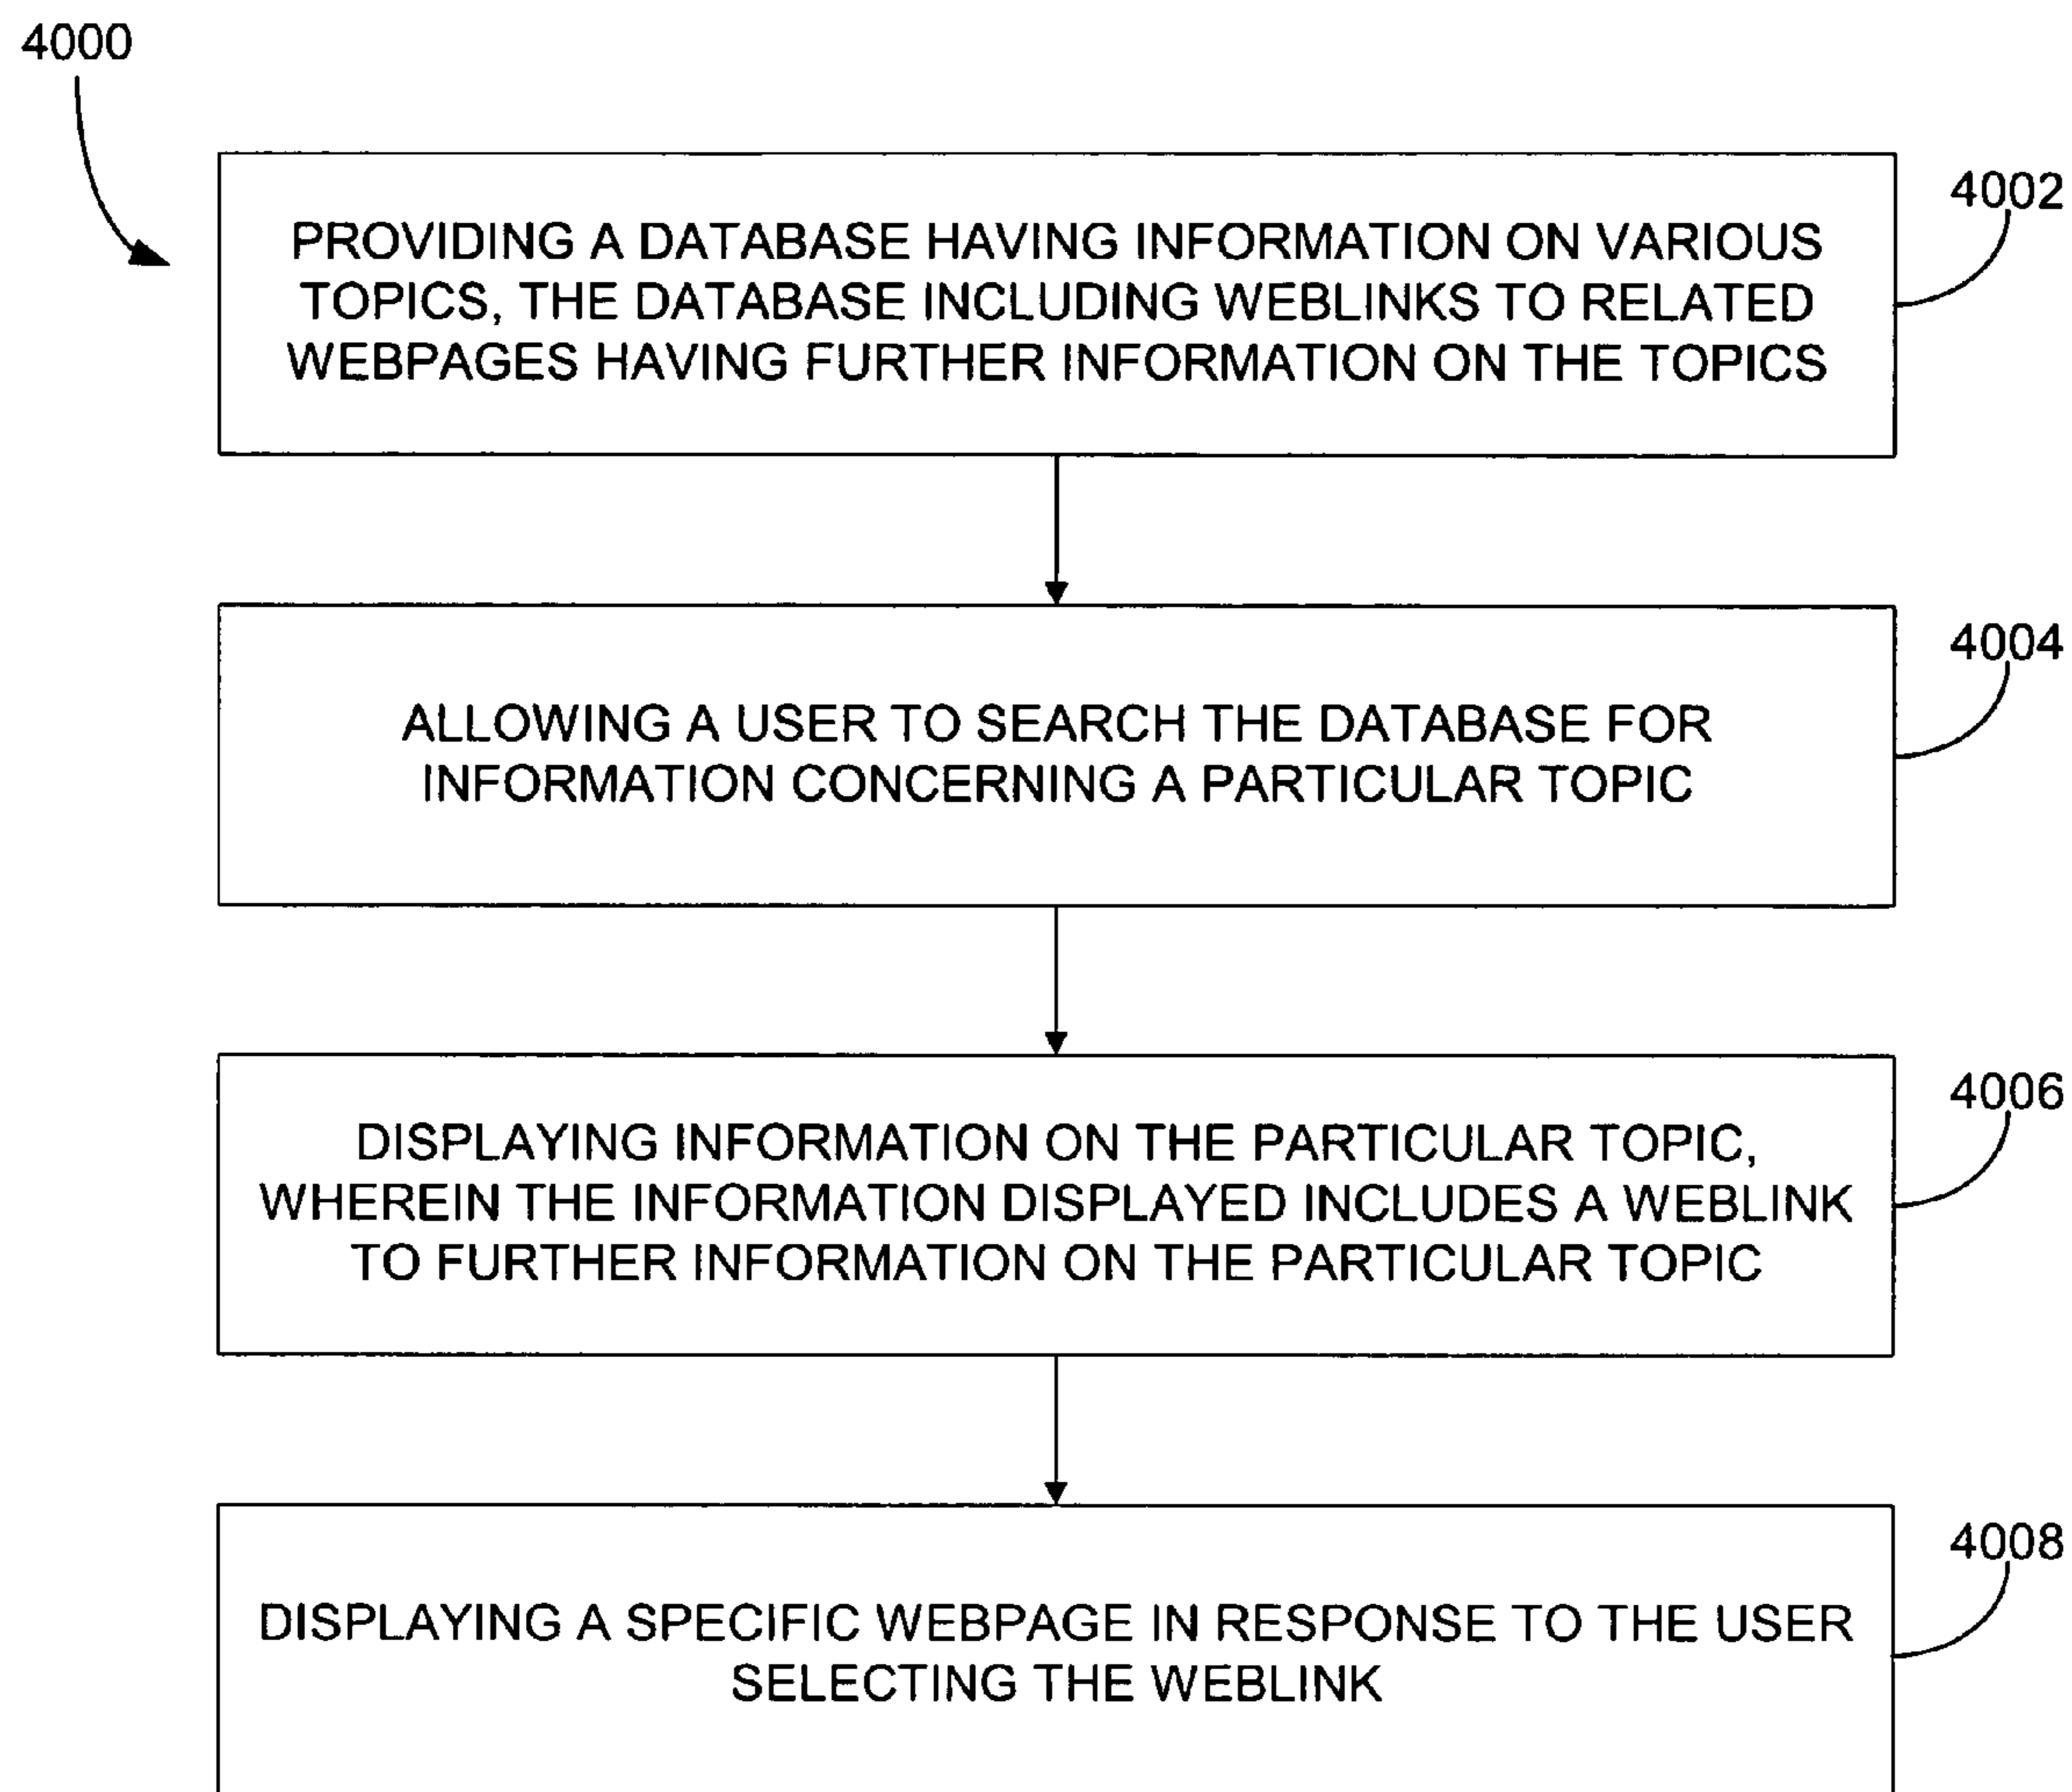 4000
4002
PROVIDING A DATABASE HAVING INFORMATION ON VARIOUS
TOPICS, THE DATABASE INCLUDING WEBLINKS TO RELATED
WEBPAGES HAVING FURTHER INFORMATION ON THE TOPICS
4004
ALLOWING A USER TO SEARCH THE DATABASE FOR
INFORMATION CONCERNING A PARTICULAR TOPIC
4006
DISPLAYING INFORMATION ON THE PARTICULAR TOPIC,
WHEREIN THE INFORMATION DISPLAYED INCLUDES A WEBLINK
TO FURTHER INFORMATION ON THE PARTICULAR TOPIC
4008
DISPLAYING A SPECIFIC WEBPAGE IN RESPONSE TO THE USER
SELECTING THE WEBLINK